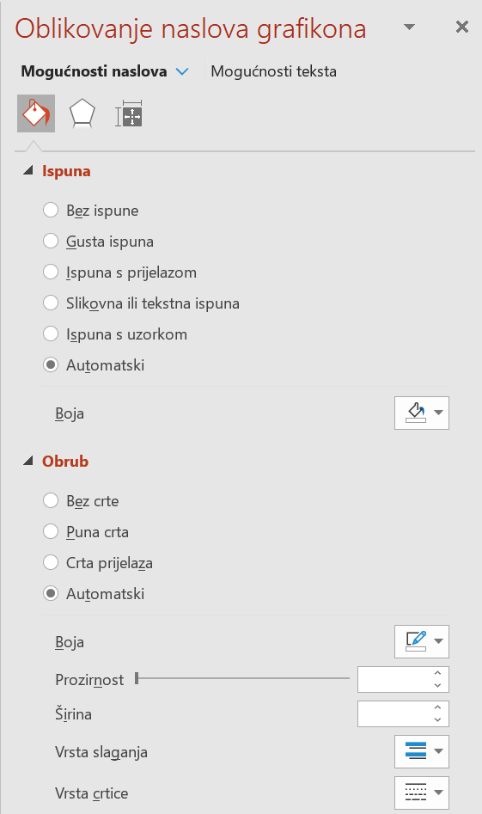 Oblikovanje naslova grafikona
Mogućnosti naslova Mogućnosti teksta
Ispuna
Bez ispune
Gusta ispuna
Ispuna s prijelazom
Slikovna ili tekstna ispuna
Ispuna s uzorkom
Automatski
Boja
Obrub
Bez crte
Puna crta
Crta prijelaza
Automatski
Boja
Prozirnost
Širina
Vrsta slaganja
Vrsta crtice